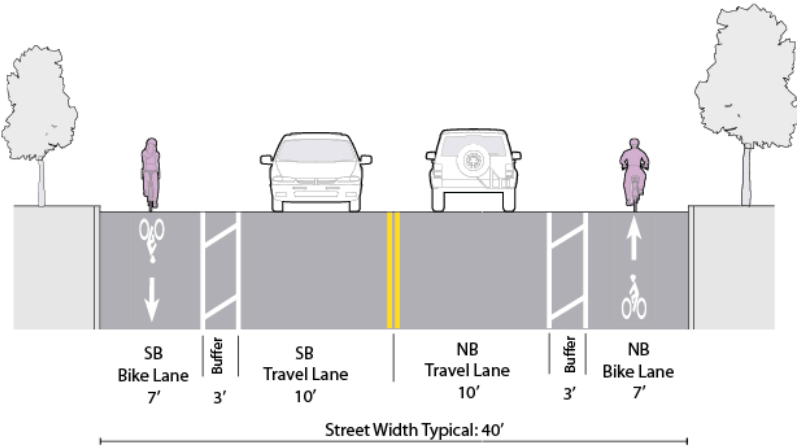 SB
Bike Lane
7’
Buffer
3’
SB
Travel Lane
10’
NB
Travel Lane
10’
Buffer
3’
NB
Bike Lane
7’
Street Width Typical: 40’